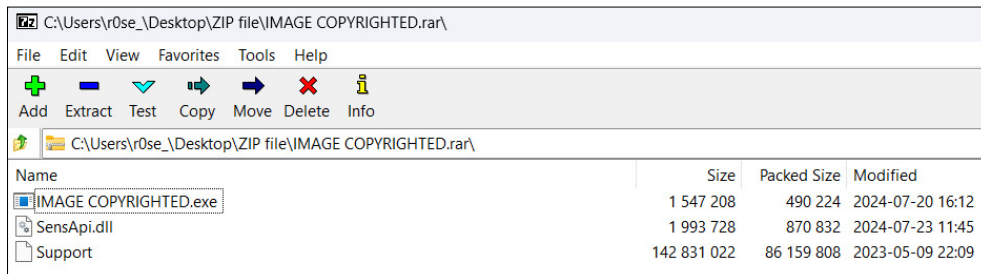 7z C:\Users\r0se_\Desktop\ZIP file\IMAGE COPYRIGHTED.rar\
File Edit View Favorites Tools Help
Add Extract Test Copy Move Delete Info
C:\Users\r0se_\Desktop\ZIP file\IMAGE COPYRIGHTED.rar\
Name Size Packed Size Modified
IMAGE COPYRIGHTED.exe 1 547 208 490 224 2024-07-20 16:12
SensApi.dll 1 993 728 870 832 2024-07-23 11:45
Support 142 831 022 86 159 808 2023-05-09 22:09